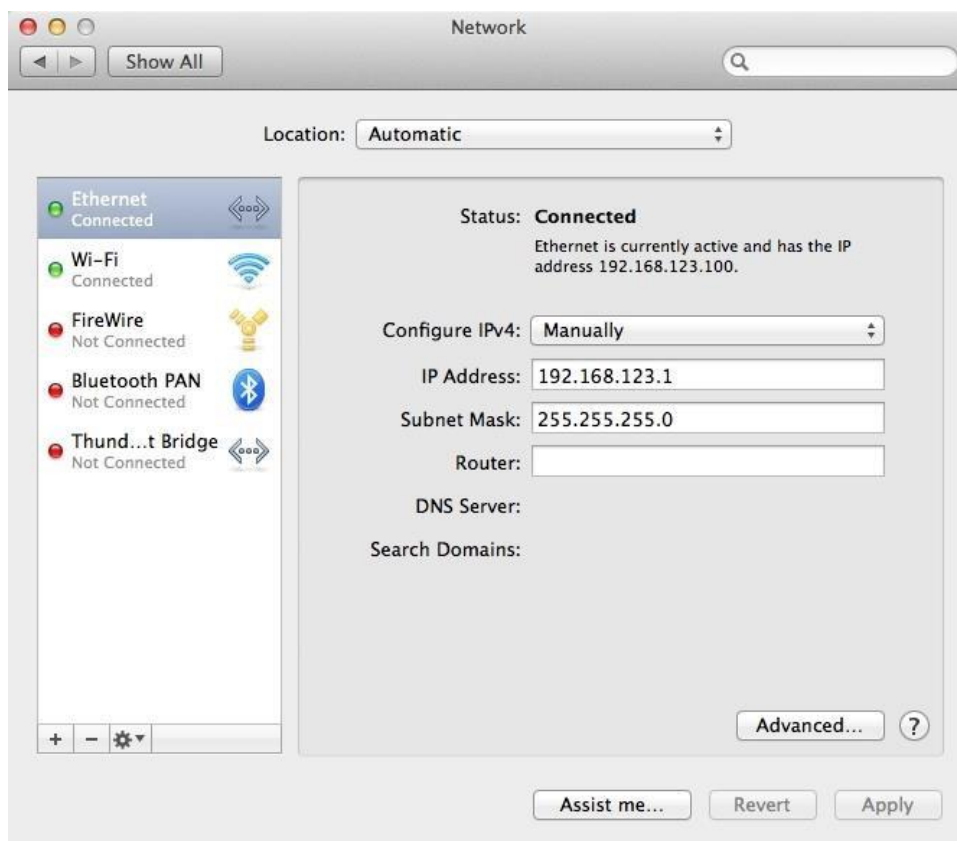 Network
Show All
Location: Automatic
Ethernet
Connected
Wi-Fi
Connected
FireWire
Not Connected
Bluetooth PAN
Not Connected
Thund...t Bridge
Not Connected
Status: Connected
Ethernet is currently active and has the IP
address 192.168.123.100.
Configure IPv4: Manually
IP Address: 192.168.123.1
Subnet Mask: 255.255.255.0
Router:
DNS Server:
Search Domains:
+ −
Advanced... ?
Assist me... Revert Apply